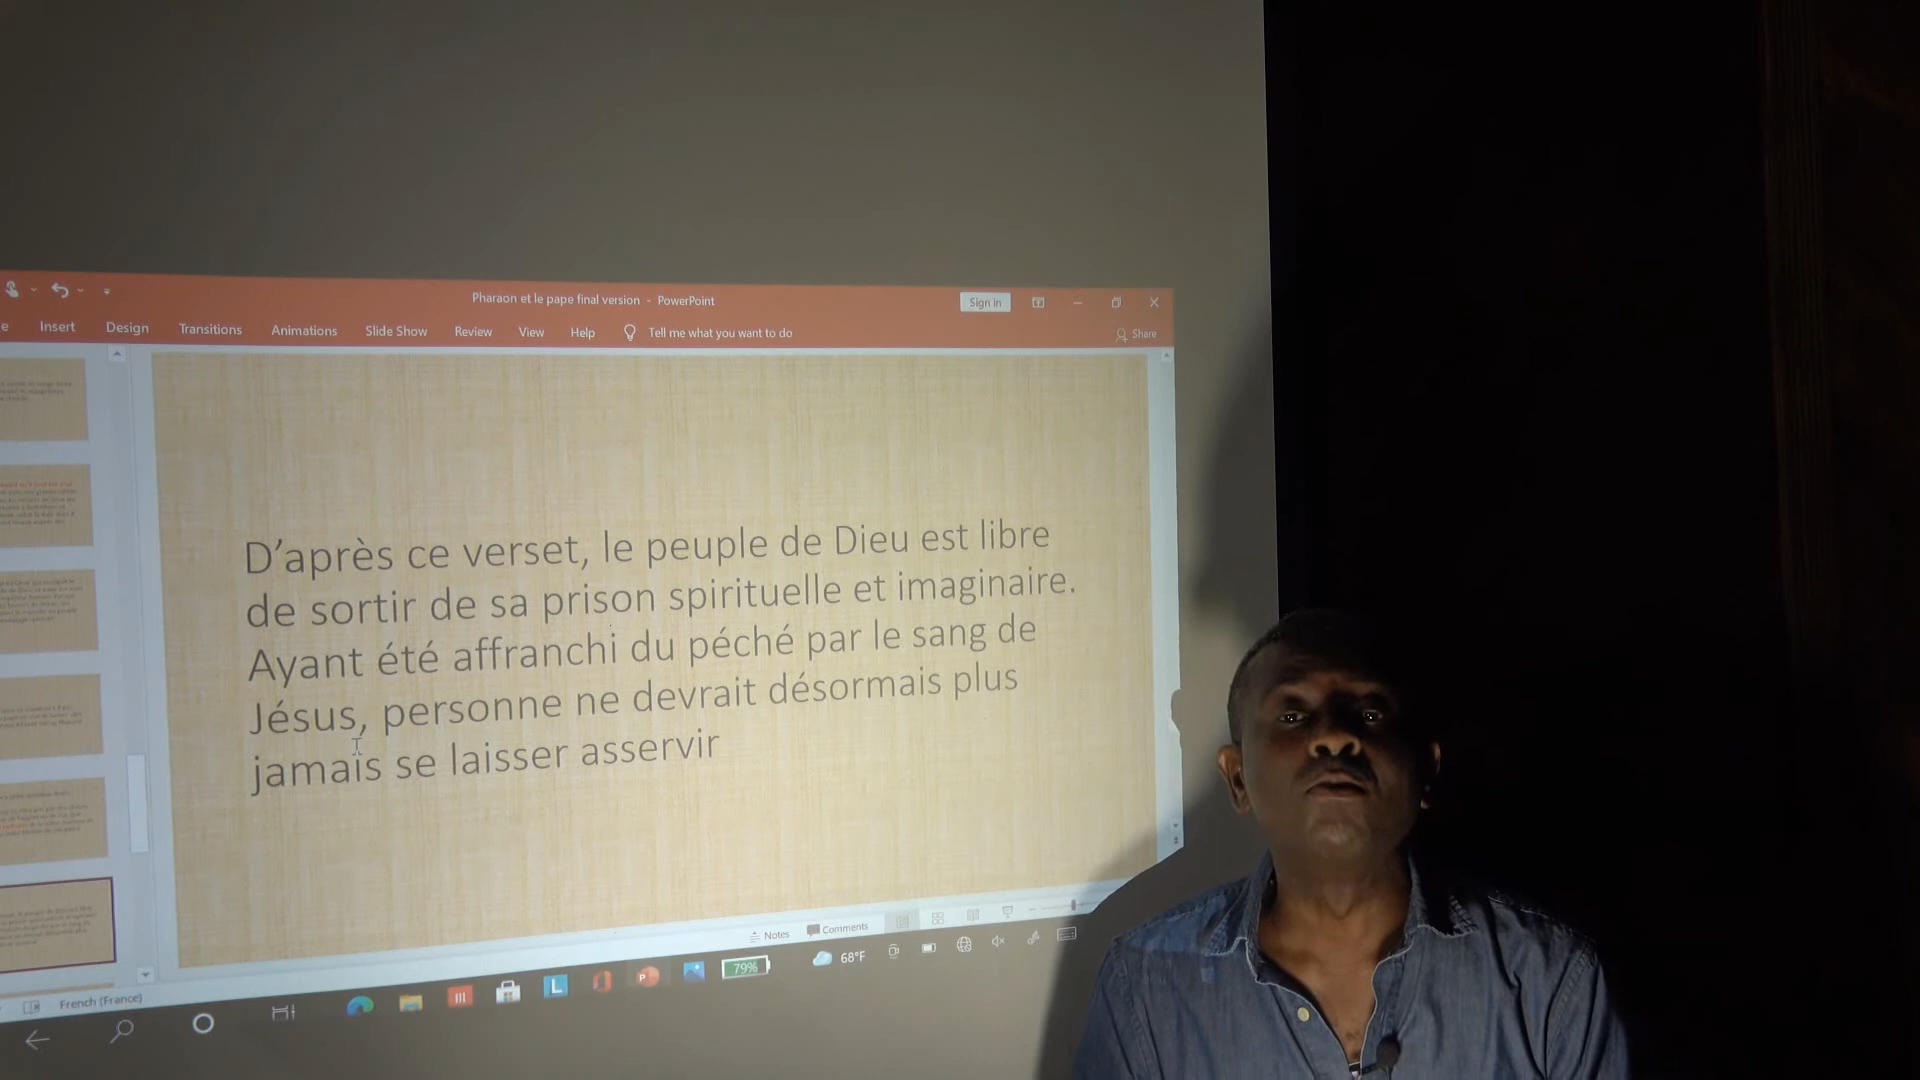 Pharaon et le pape final version - PowerPoint
Sign in
Insert Design Transitions Animations Slide Show Review View Help Tell me what you want to do Share
D'après ce verset, le peuple de Dieu est libre
de sortir de sa prison spirituelle et imaginaire.
Ayant été affranchi du péché par le sang de
Jésus, personne ne devrait désormais plus
jamais se laisser asservir
Notes Comments
French (France)
79% 68°F